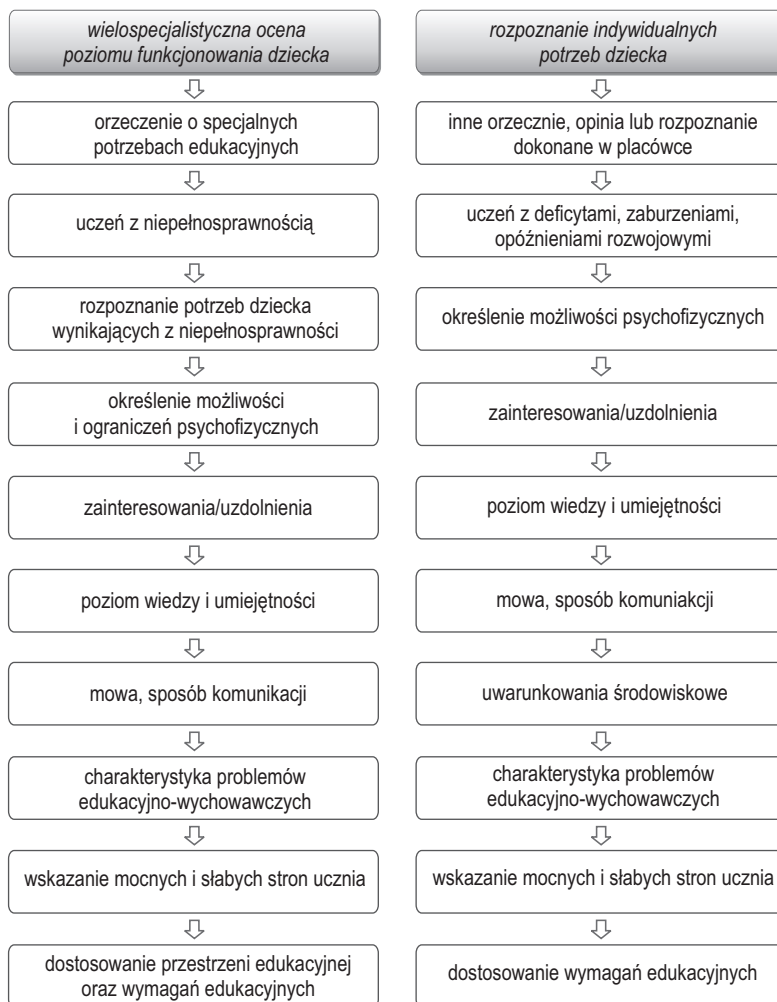 wielospecjalistyczna ocena
poziomu funkcjonowania dziecka
orzeczenie o specjalnych
potrzebach edukacyjnych
uczeń z niepełnosprawnością
rozpoznanie potrzeb dziecka
wynikających z niepełnosprawności
określenie możliwości
i ograniczeń psychofizycznych
zainteresowania/uzdolnienia
poziom wiedzy i umiejętności
mowa, sposób komunikacji
charakterystyka problemów
edukacyjno-wychowawczych
wskazanie mocnych i słabych stron ucznia
dostosowanie przestrzeni edukacyjnej
oraz wymagań edukacyjnych
rozpoznanie indywidualnych
potrzeb dziecka
inne orzecznie, opinia lub rozpoznanie
dokonane w placówce
uczeń z deficytami, zaburzeniami,
opóźnieniami rozwojowymi
określenie możliwości psychofizycznych
zainteresowania/uzdolnienia
poziom wiedzy i umiejętności
mowa, sposób komuniakcji
uwarunkowania środowiskowe
charakterystyka problemów
edukacyjno-wychowawczych
wskazanie mocnych i słabych stron ucznia
dostosowanie wymagań edukacyjnych